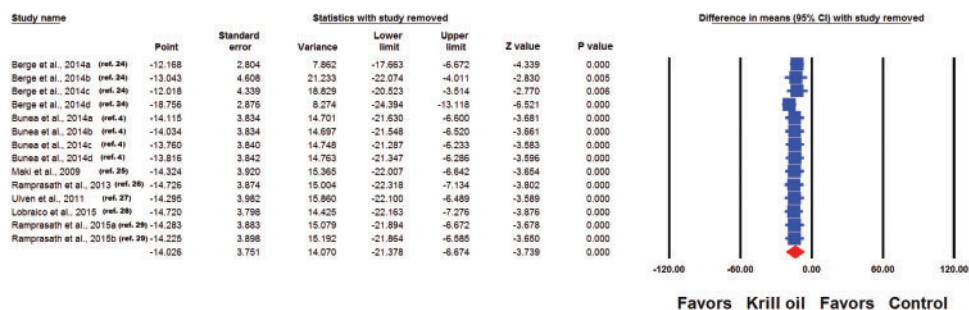 Study name Statistics with study removed Difference in means (95% CI) with study removed
Standard Lower Upper
Point error Variance limit limit Z value P value
Berge et al., 2014a (ref. 24) -12.168 2.804 7.862 -17.663 -6.672 -4.339 0.000
Berge et al., 2014b (ref. 24) -13.043 4.608 21.233 -22.074 -4.011 -2.830 0.005
Berge et al., 2014c (ref. 24) -12.018 4.339 18.829 -20.523 -3.514 -2.770 0.006
Berge et al., 2014d (ref. 24) -18.756 2.876 8.274 -24.394 -13.118 -6.521 0.000
Bunea et al., 2014a (ref. 4) -14.115 3.834 14.701 -21.630 -6.600 -3.681 0.000
Bunea et al., 2014b (ref. 4) -14.034 3.834 14.697 -21.548 -6.520 -3.661 0.000
Bunea et al., 2014c (ref. 4) -13.760 3.840 14.748 -21.287 -6.233 -3.583 0.000
Bunea et al., 2014d (ref. 4) -13.816 3.842 14.763 -21.347 -6.286 -3.596 0.000
Maki et al., 2009 (ref. 25) -14.324 3.920 15.365 -22.007 -6.642 -3.654 0.000
Ramprasath et al., 2013 (ref. 26) -14.726 3.874 15.004 -22.318 -7.134 -3.802 0.000
Ulven et al., 2011 (ref. 27) -14.295 3.982 15.860 -22.100 -6.489 -3.589 0.000
Lobraico et al., 2015 (ref. 28) -14.720 3.798 14.425 -22.163 -7.276 -3.876 0.000
Ramprasath et al., 2015a (ref. 29) -14.283 3.883 15.079 -21.894 -6.672 -3.678 0.000
Ramprasath et al., 2015b (ref. 29) -14.225 3.898 15.192 -21.864 -6.585 -3.650 0.000
-14.026 3.751 14.070 -21.378 -6.674 -3.739 0.000
-120.00 -60.00 0.00 60.00 120.00
Favors Krill oil Favors Control